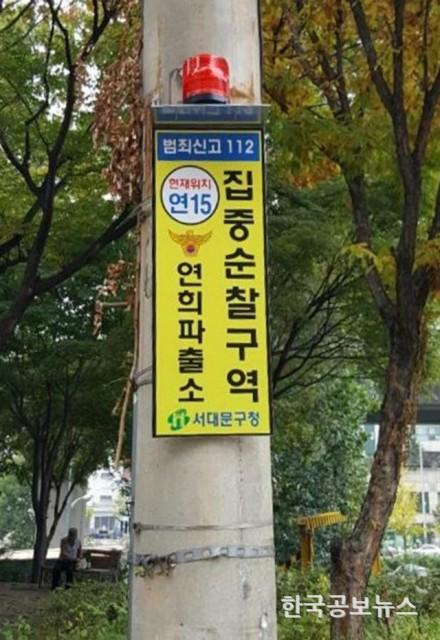 범죄신고 112
현재위치
연15
집중순찰구역
연희파출소
서대문구청
한국공보뉴스